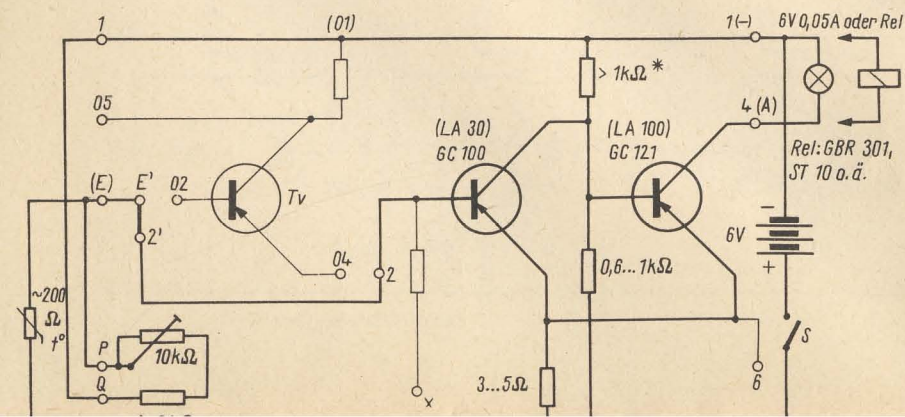 1
(01)
1(−)
6V 0,05A oder Rel
> 1kΩ *
05
4 (A)
(LA 30)
GC 100
(LA 100)
GC 121
Rel: GBR 301,
ST 10 o.ä.
(E)
E'
02
Tv
2'
04
2
6V
−
+
0,6...1kΩ
~200
Ω
t°
P
10kΩ
Q
3...5Ω
x
6
S